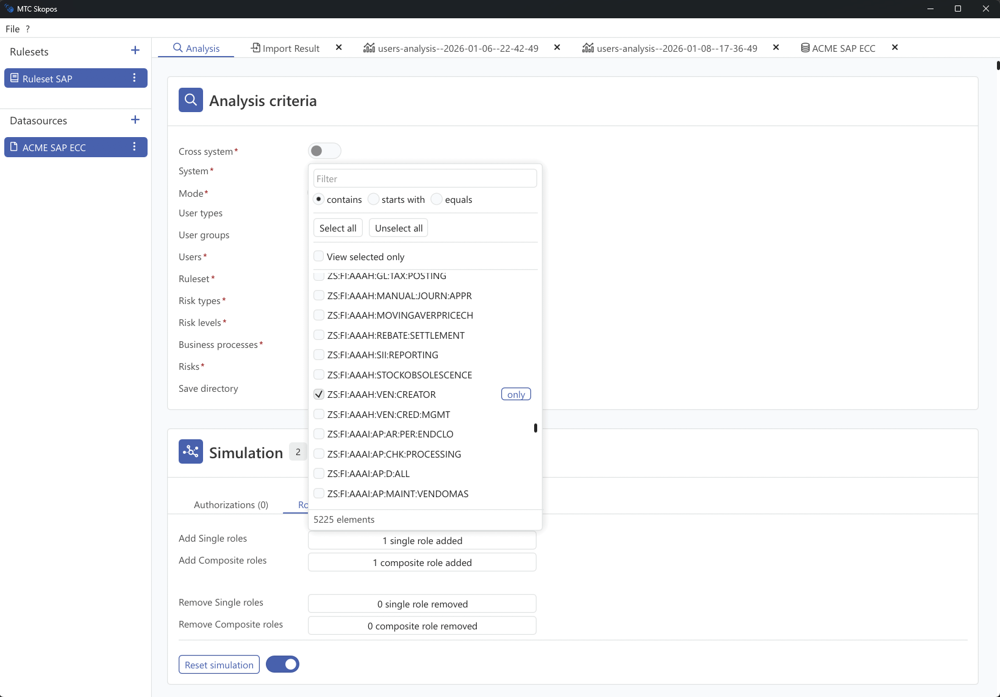 MTC Skopos
File ?
Rulesets
Ruleset SAP
Datasources
ACME SAP ECC
Analysis
Import Result
users-analysis--2026-01-06--22-42-49
users-analysis--2026-01-08--17-36-49
ACME SAP ECC
Analysis criteria
Cross system*
System*
Mode*
User types
User groups
Users*
Ruleset*
Risk types*
Risk levels*
Business processes*
Risks*
Save directory
Filter
contains starts with equals
Select all Unselect all
View selected only
ZS:FI:AAAH:GL:TAX:POSTING
ZS:FI:AAAH:MANUAL:JOURN:APPR
ZS:FI:AAAH:MOVINGAVERPRICECH
ZS:FI:AAAH:REBATE:SETTLEMENT
ZS:FI:AAAH:SII:REPORTING
ZS:FI:AAAH:STOCKOBSOLESCENCE
ZS:FI:AAAH:VEN:CREATOR only
ZS:FI:AAAH:VEN:CRED:MGMT
ZS:FI:AAAI:AP:AR:PER:ENDCLO
ZS:FI:AAAI:AP:CHK:PROCESSING
ZS:FI:AAAI:AP:D:ALL
ZS:FI:AAAI:AP:MAINT:VENDOMAS
5225 elements
Simulation 2
Authorizations (0) Ro
Add Single roles 1 single role added
Add Composite roles 1 composite role added
Remove Single roles 0 single role removed
Remove Composite roles 0 composite role removed
Reset simulation